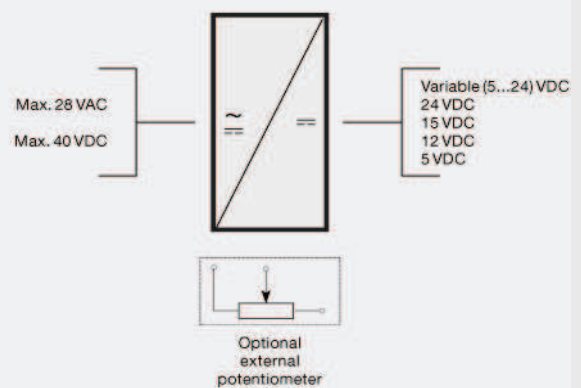 Max. 28 VAC
Max. 40 VDC
Variable (5...24) VDC
24 VDC
15 VDC
12 VDC
5 VDC
Optional
external
potentiometer